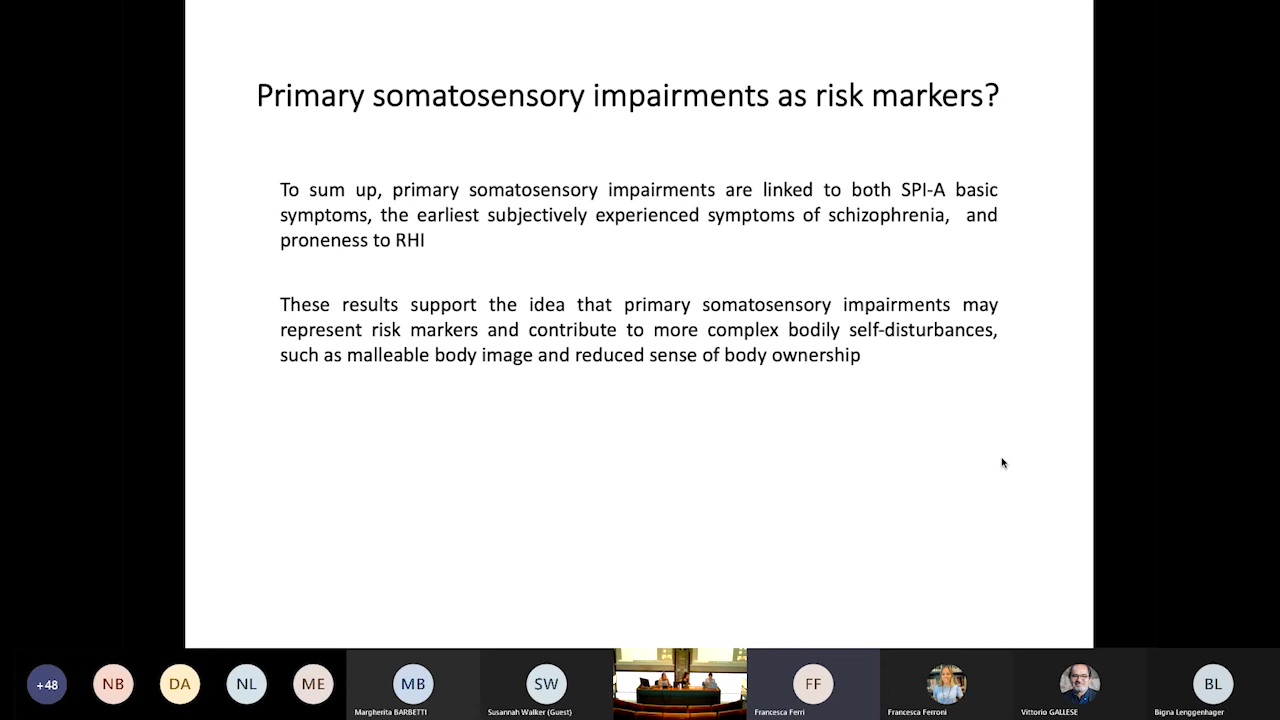 Primary somatosensory impairments as risk markers?
To sum up, primary somatosensory impairments are linked to both SPI-A basic
symptoms, the earliest subjectively experienced symptoms of schizophrenia, and
proneness to RHI
These results support the idea that primary somatosensory impairments may
represent risk markers and contribute to more complex bodily self-disturbances,
such as malleable body image and reduced sense of body ownership
+48
NB
DA
NL
ME
MB
SW
FF
BL
Margherita BARBETTI
Susannah Walker (Guest)
Francesca Ferri
Francesca Ferroni
Vittorio GALLESE
Bigna Lenggenhager